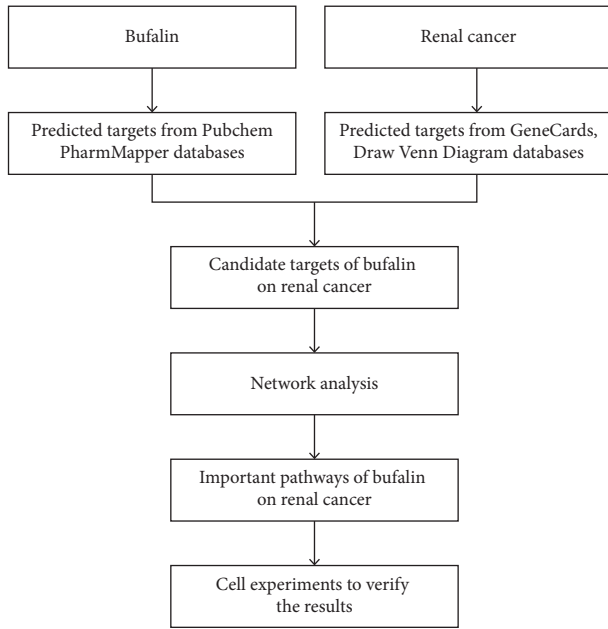 Bufalin
Renal cancer
Predicted targets from Pubchem
PharmMapper databases
Predicted targets from GeneCards,
Draw Venn Diagram databases
Candidate targets of bufalin
on renal cancer
Network analysis
Important pathways of bufalin
on renal cancer
Cell experiments to verify
the results